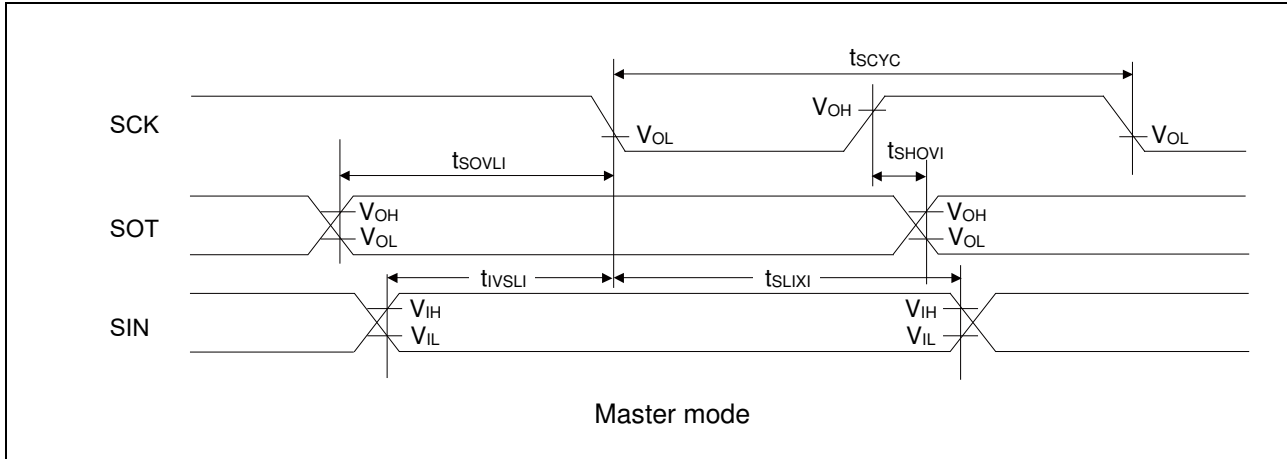 tSCYC
SCK
VOH
VOL
VOL
tSHOVI
tSOVLI
SOT
VOH
VOL
VOH
VOL
tIVSLI
tSLIXI
SIN
VIH
VIL
VIH
VIL
Master mode